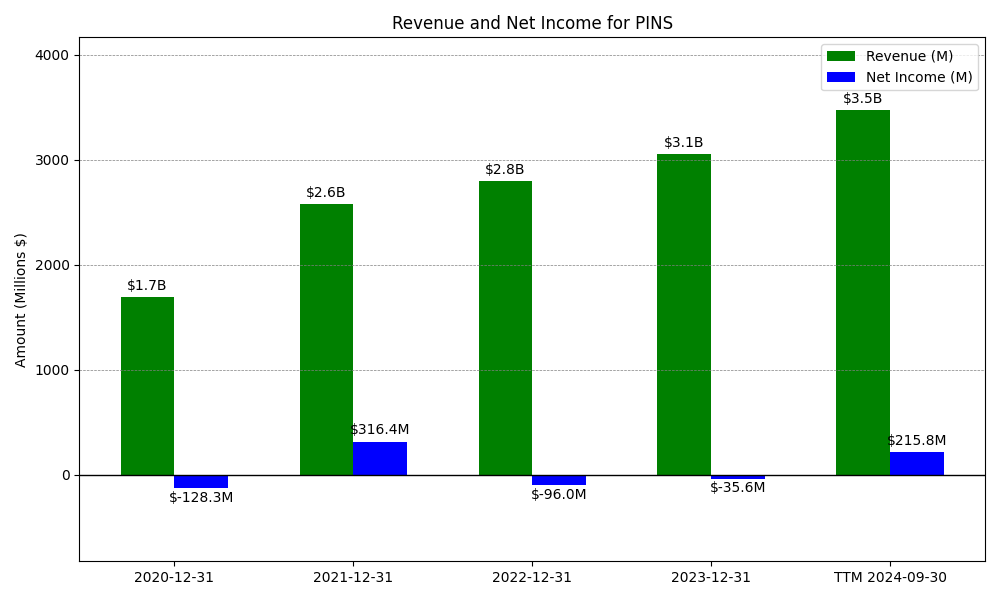 Revenue and Net Income for PINS
Revenue (M)
Net Income (M)
Amount (Millions $)
4000
3000
2000
1000
0
$1.7B
$2.6B
$2.8B
$3.1B
$3.5B
$-128.3M
$316.4M
$-96.0M
$-35.6M
$215.8M
2020-12-31
2021-12-31
2022-12-31
2023-12-31
TTM 2024-09-30